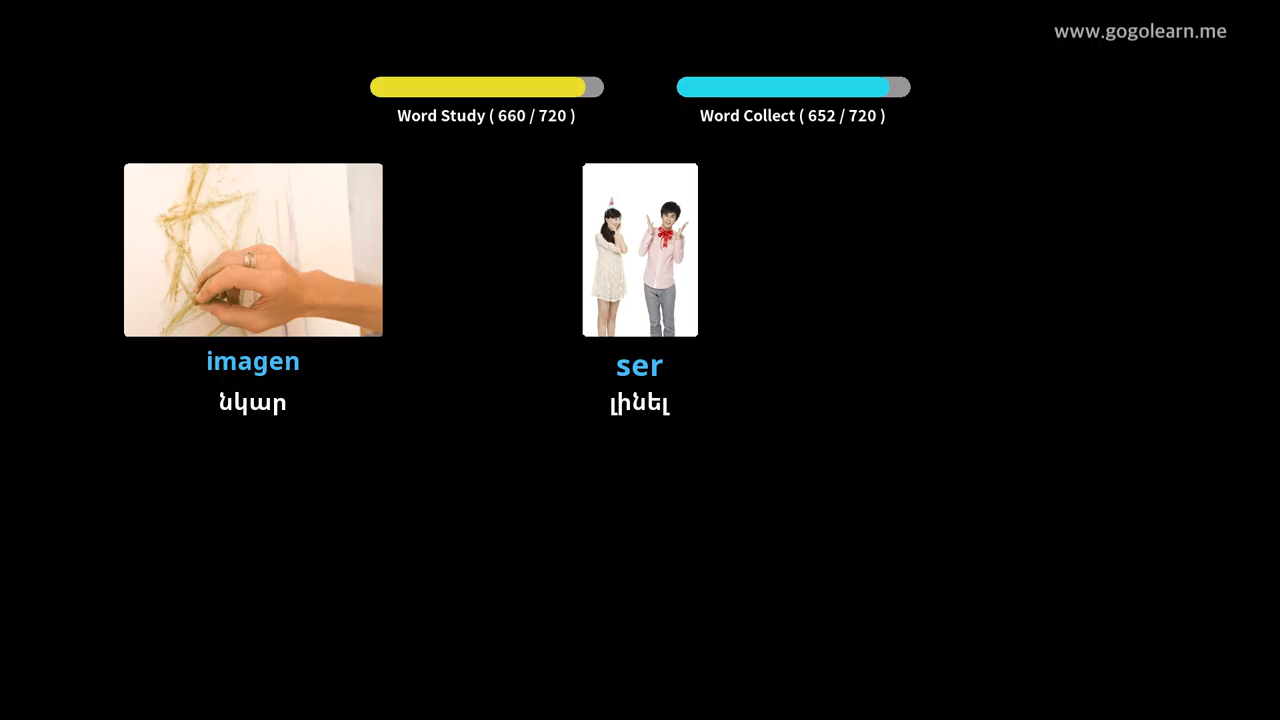 www.gogolearn.me
Word Study ( 660 / 720 )
Word Collect ( 652 / 720 )
imagen
նկար
ser
լինել